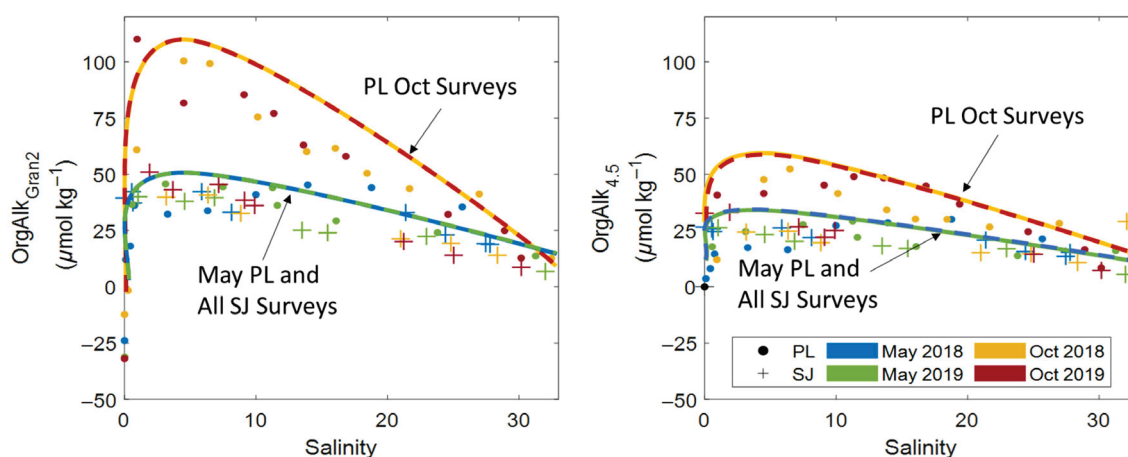 OrgAlkGran2
(µmol kg−1)
100
75
50
25
0
−25
−50
0
10
20
30
Salinity
PL Oct Surveys
May PL and
All SJ Surveys
OrgAlk4.5
(µmol kg−1)
100
75
50
25
0
−25
−50
0
10
20
30
Salinity
PL Oct Surveys
May PL and
All SJ Surveys
PL May 2018 Oct 2018
SJ May 2019 Oct 2019